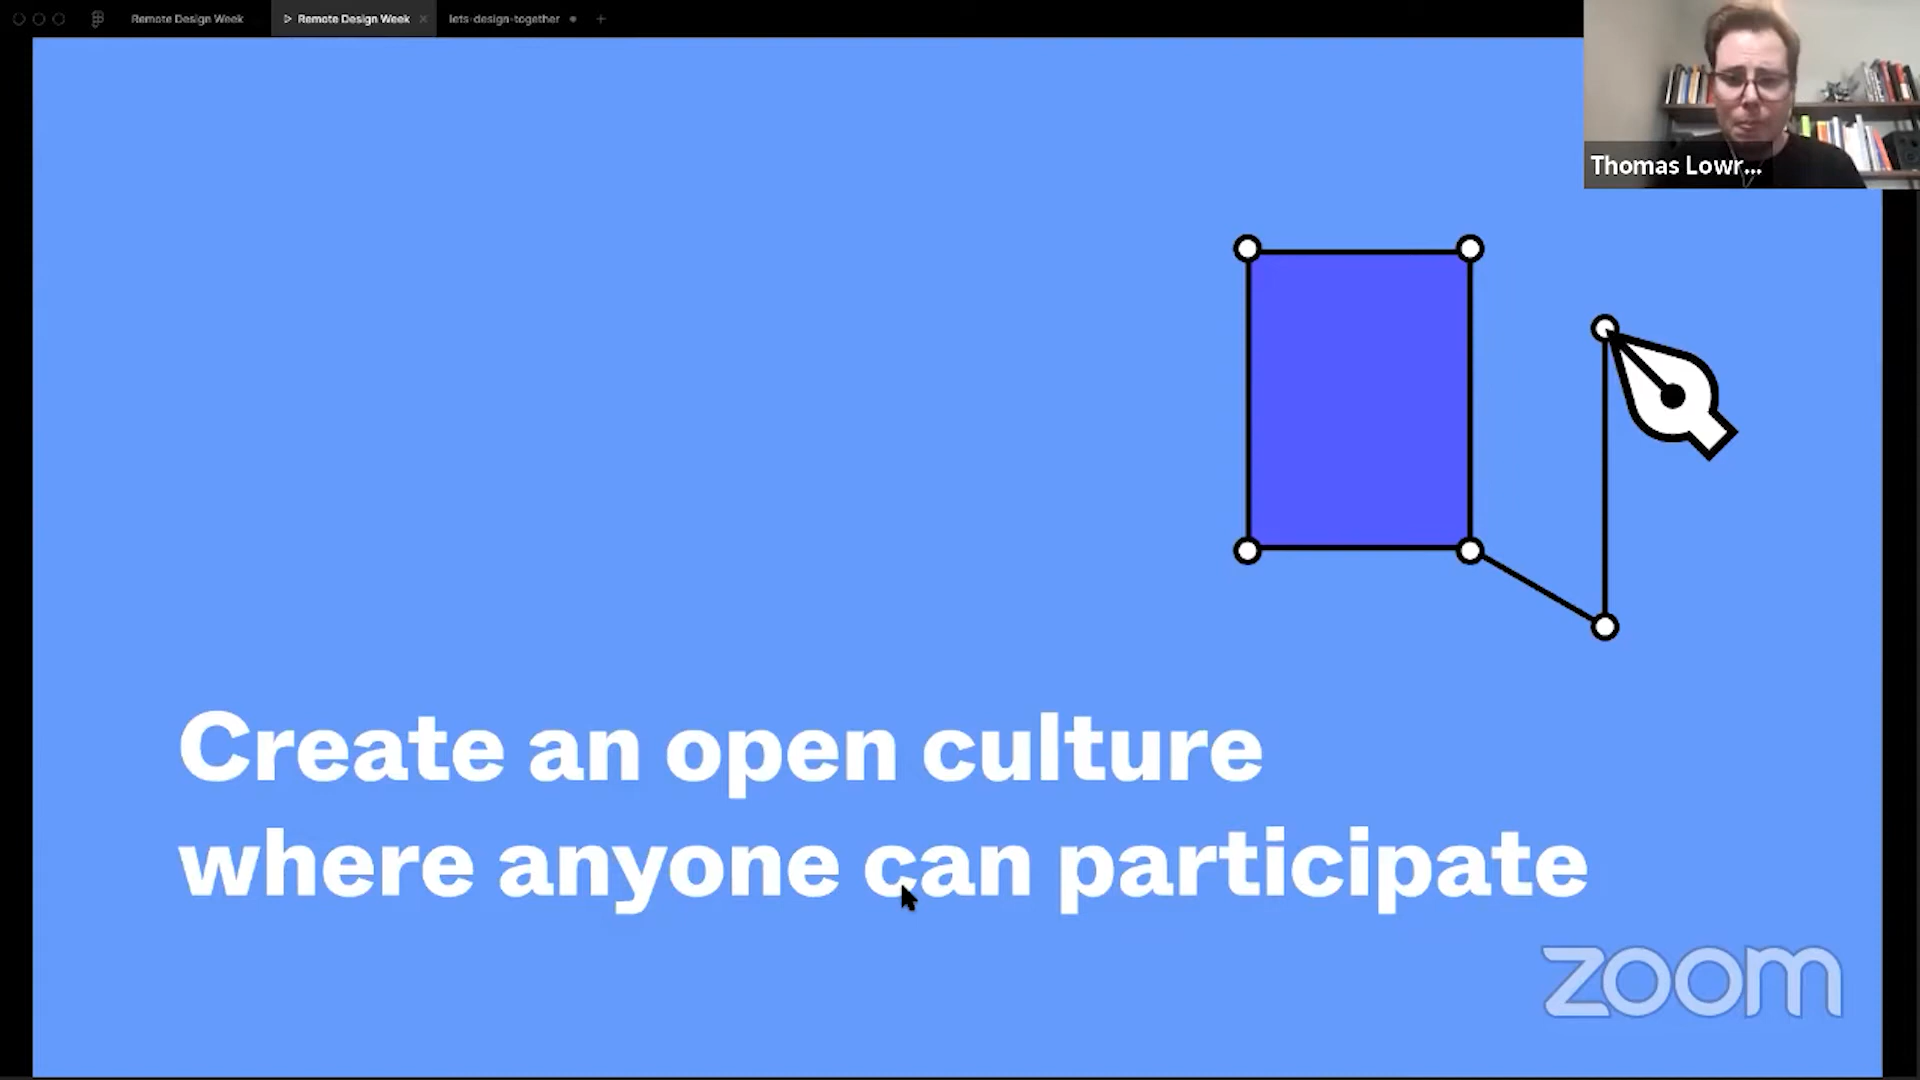 Remote Design Week
Remote Design Week
lets-design-together
Thomas Lowr...
Create an open culture
where anyone can participate
zoom